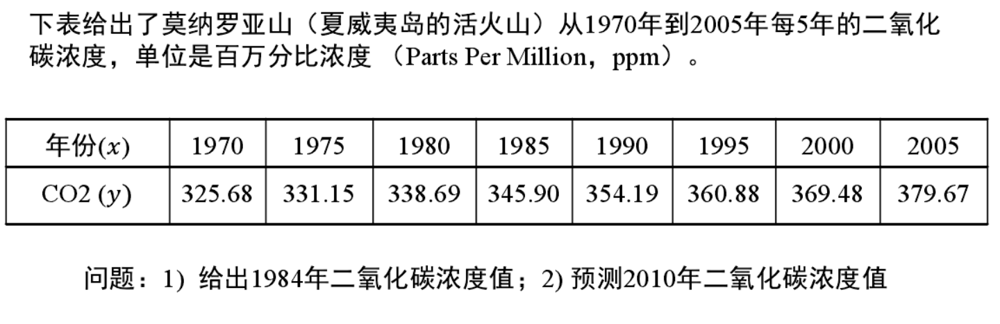 下表给出了莫纳罗亚山（夏威夷岛的活火山）从1970年到2005年每5年的二氧化
碳浓度，单位是百万分比浓度 （Parts Per Million，ppm）。
年份(x) 1970 1975 1980 1985 1990 1995 2000 2005
CO2 (y) 325.68 331.15 338.69 345.90 354.19 360.88 369.48 379.67
问题：1) 给出1984年二氧化碳浓度值；2) 预测2010年二氧化碳浓度值